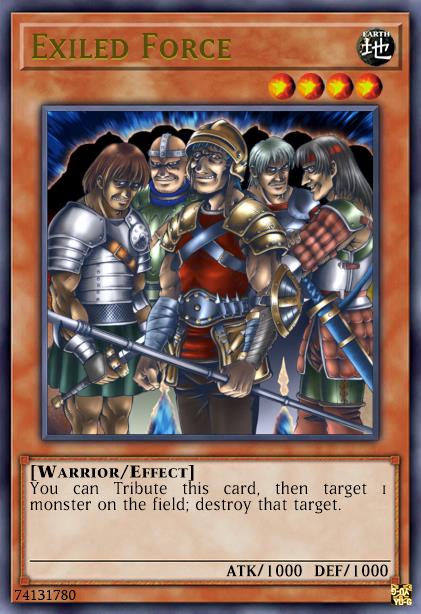 Exiled Force
EARTH
地
[Warrior/Effect]
You can Tribute this card, then target 1
monster on the field; destroy that target.
ATK/1000 DEF/1000
74131780